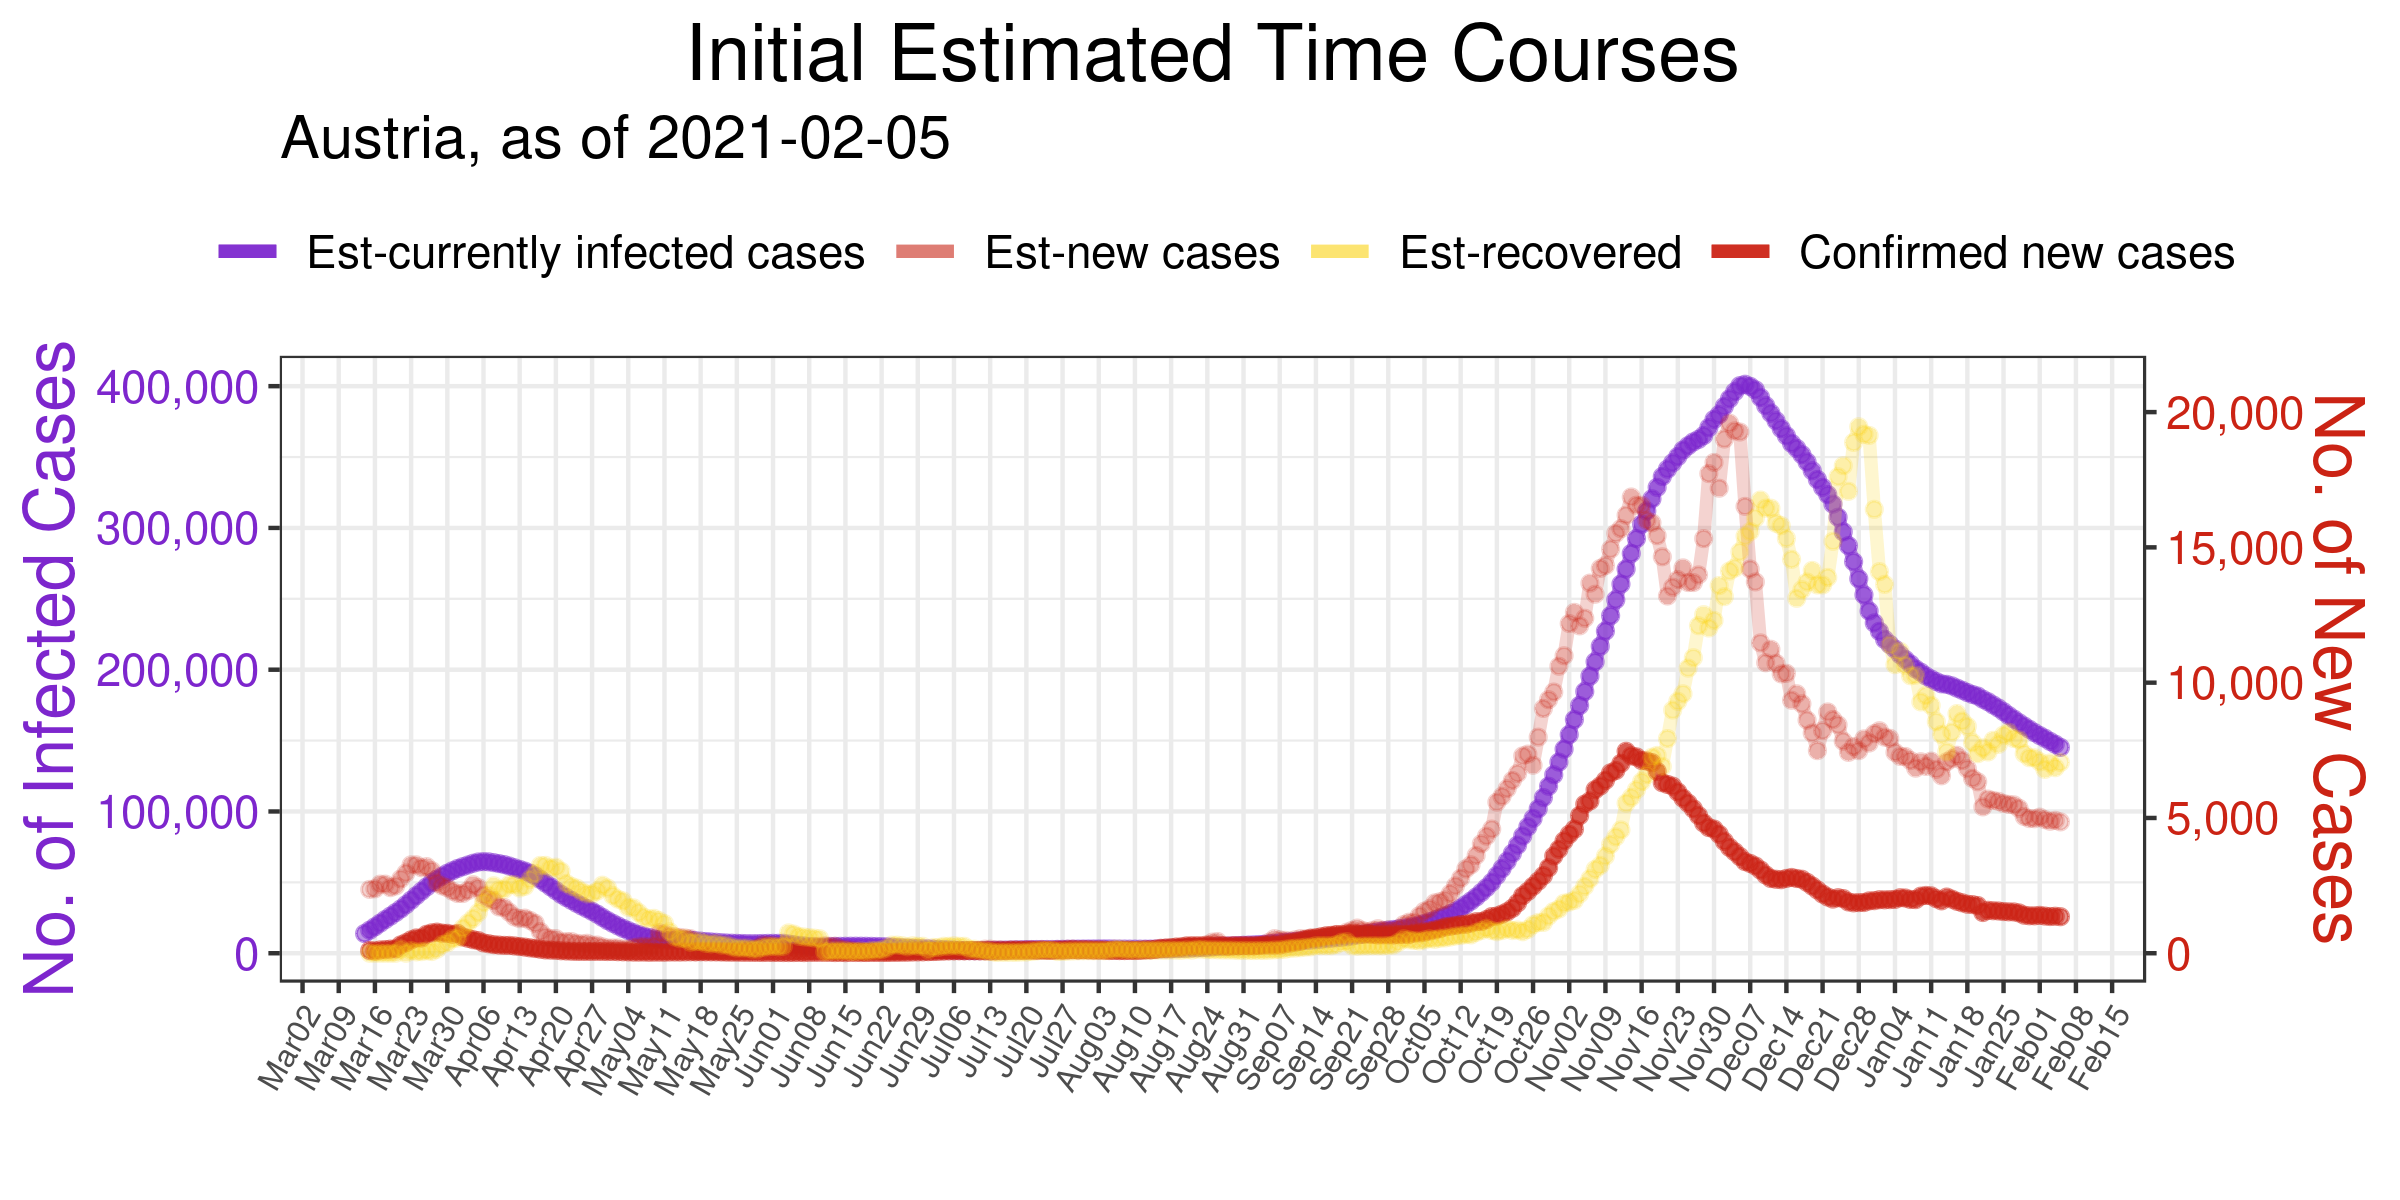 Initial Estimated Time Courses
Austria, as of 2021-02-05
Est-currently infected cases
Est-new cases
Est-recovered
Confirmed new cases
No. of Infected Cases
400,000
300,000
200,000
100,000
0
No. of New Cases
20,000
15,000
10,000
5,000
0
Mar02
Mar09
Mar16
Mar23
Mar30
Apr06
Apr13
Apr20
Apr27
May04
May11
May18
May25
Jun01
Jun08
Jun15
Jun22
Jun29
Jul06
Jul13
Jul20
Jul27
Aug03
Aug10
Aug17
Aug24
Aug31
Sep07
Sep14
Sep21
Sep28
Oct05
Oct12
Oct19
Oct26
Nov02
Nov09
Nov16
Nov23
Nov30
Dec07
Dec14
Dec21
Dec28
Jan04
Jan11
Jan18
Jan25
Feb01
Feb08
Feb15